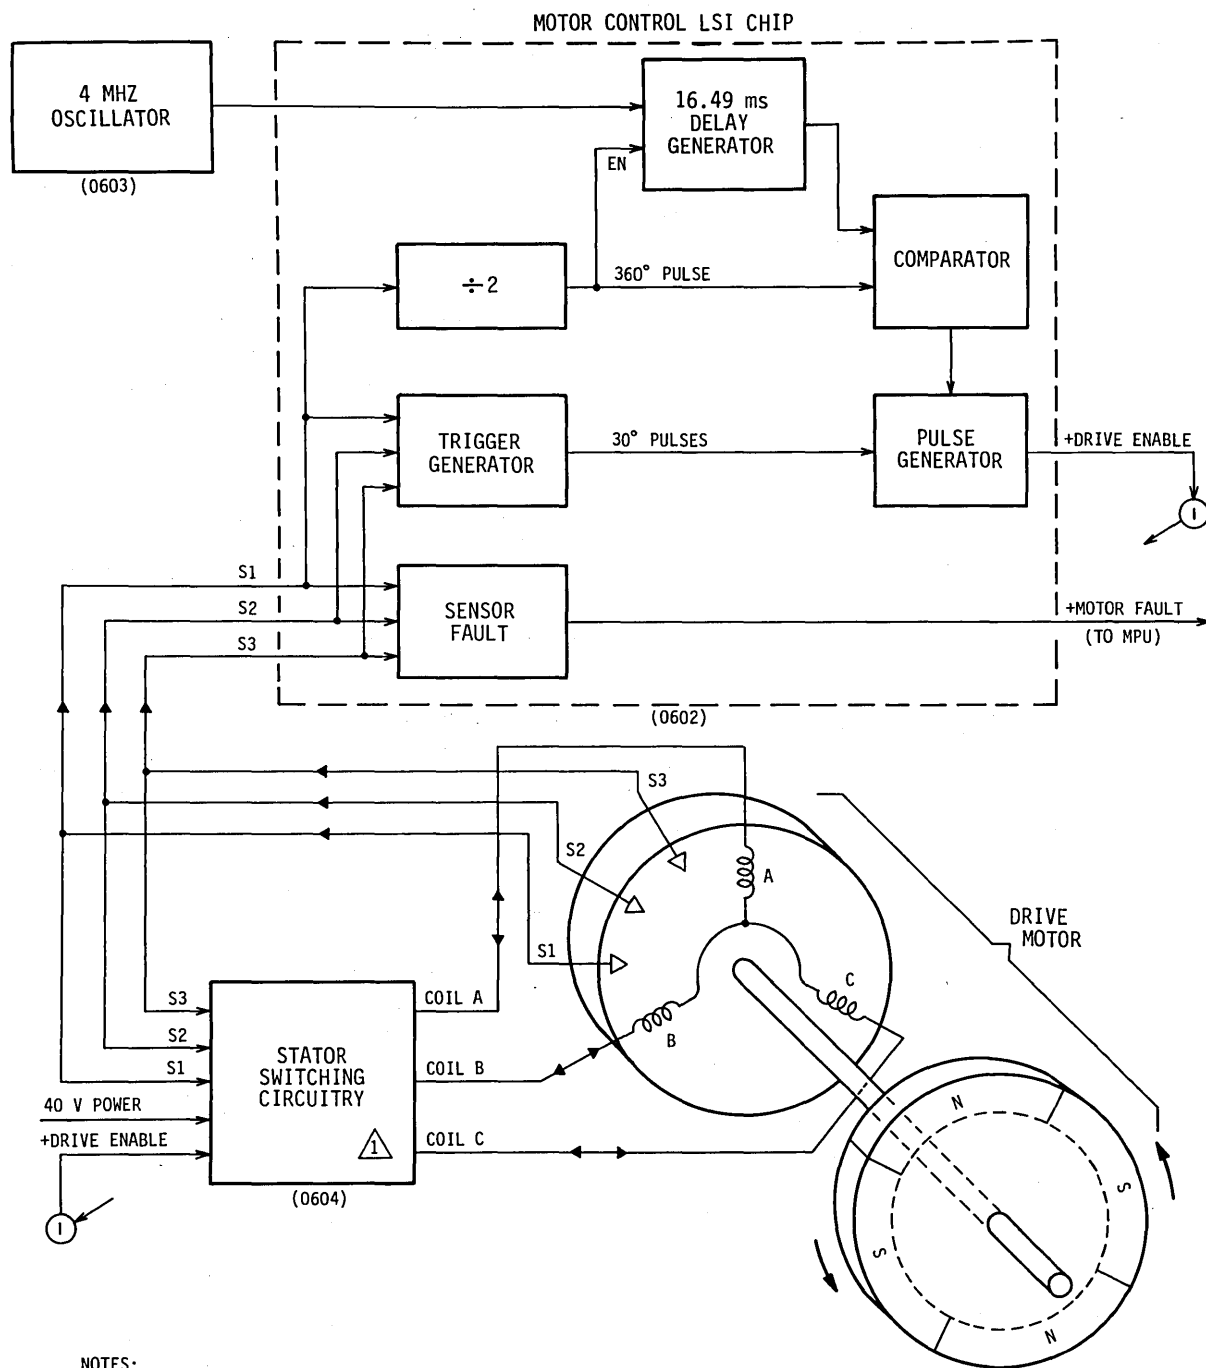 MOTOR CONTROL LSI CHIP
4 MHZ
OSCILLATOR
(0603)
16.49 ms
DELAY
GENERATOR
EN
COMPARATOR
÷2
360° PULSE
TRIGGER
GENERATOR
30° PULSES
PULSE
GENERATOR
+DRIVE ENABLE
1
S1
S2
S3
SENSOR
FAULT
+MOTOR FAULT
(TO MPU)
(0602)
S3
S2
S1
A
B
C
DRIVE
MOTOR
S3
S2
S1
40 V POWER
+DRIVE ENABLE
1
STATOR
SWITCHING
CIRCUITRY
1
(0604)
COIL A
COIL B
COIL C
N
S
S
N
NOTES: